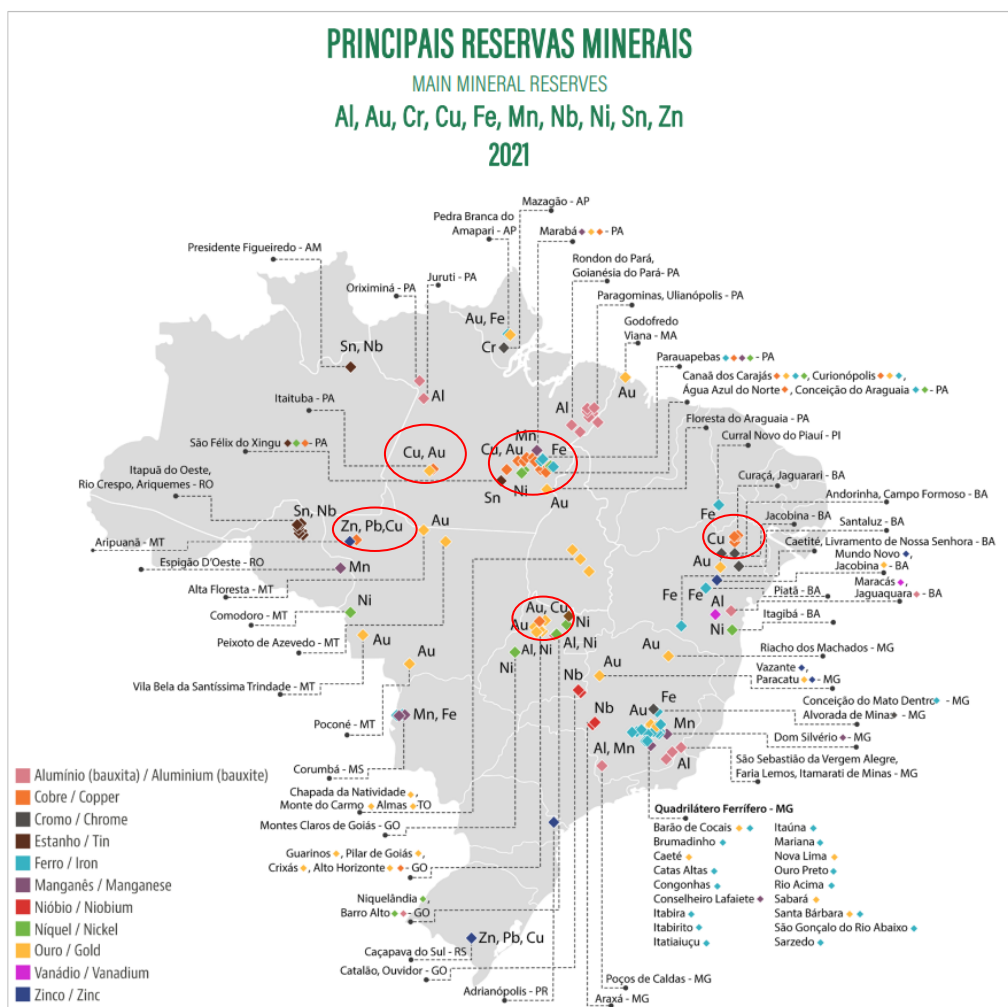 PRINCIPAIS RESERVAS MINERAIS
MAIN MINERAL RESERVES
Al, Au, Cr, Cu, Fe, Mn, Nb, Ni, Sn, Zn
2021
Mazagão - AP
Pedra Branca do
Amapari - AP
Marabá - PA
Presidente Figueiredo - AM
Rondon do Pará,
Goianésia do Pará- PA
Juruti - PA
Oriximiná - PA
Paragominas, Ulianópolis - PA
Au, Fe
Godofredo
Viana - MA
Cr
Sn, Nb
Parauapebas - PA
Canaã dos Carajás , Curionópolis ,
Água Azul do Norte , Conceição do Araguaia - PA
Au
Itaituba - PA
Al
Al
Floresta do Araguaia - PA
Mn
Curral Novo do Piauí - PI
São Félix do Xingu - PA
Cu, Au
Cu, Au
Fe
Itapuã do Oeste,
Rio Crespo, Ariquemes - RO
Curaçá, Jaguarari - BA
Sn
Ni
Au
Andorinha, Campo Formoso - BA
Fe
Jacobina - BA
Sn, Nb
Zn, Pb,Cu
Au
Santaluz - BA
Cu
Aripuanã - MT
Caetité, Livramento de Nossa Senhora - BA
Mundo Novo ,
Jacobina - BA
Au
Espigão D'Oeste - RO
Mn
Maracás ,
Jaguaquara - BA
Alta Floresta - MT
Fe
Fe
Piatã - BA
Comodoro - MT
Ni
Au, Cu
Al
Itagibá - BA
Peixoto de Azevedo - MT
Au
Au
Ni
Ni
Al, Ni
Al, Ni
Riacho dos Machados - MG
Au
Ni
Au
Vazante ,
Paracatu - MG
Vila Bela da Santíssima Trindade - MT
Nb
Au
Conceição do Mato Dentro - MG
Fe
Alvorada de Minas - MG
Poconé - MT
Mn, Fe
Nb
Au
Mn
Dom Silvério - MG
Al, Mn
Al
São Sebastião da Vergem Alegre,
Faria Lemos, Itamarati de Minas - MG
Corumbá - MS
Alumínio (bauxita) / Aluminium (bauxite)
Cobre / Copper
Cromo / Chrome
Estanho / Tin
Ferro / Iron
Manganês / Manganese
Nióbio / Niobium
Níquel / Nickel
Ouro / Gold
Vanádio / Vanadium
Zinco / Zinc
Chapada da Natividade ,
Monte do Carmo , Almas - TO
Montes Claros de Goiás - GO
Guarinos , Pilar de Goiás ,
Crixás , Alto Horizonte - GO
Niquelândia ,
Barro Alto - GO
Zn, Pb, Cu
Caçapava do Sul - RS
Catalão, Ouvidor - GO
Adrianópolis - PR
Poços de Caldas - MG
Araxá - MG
Quadrilátero Ferrífero - MG
Barão de Cocais
Brumadinho
Caeté
Catas Altas
Congonhas
Conselheiro Lafaiete
Itabira
Itabirito
Itatiaiuçu
Itaúna
Mariana
Nova Lima
Ouro Preto
Rio Acima
Sabará
Santa Bárbara
São Gonçalo do Rio Abaixo
Sarzedo